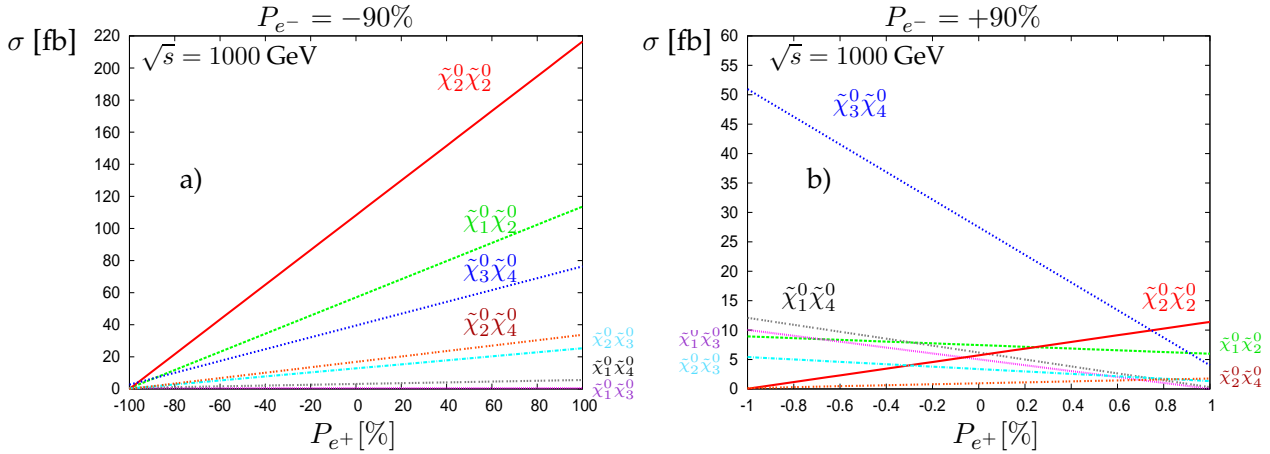 P_{e^-} = −90%
σ [fb]
√s = 1000 GeV
220
200
180
160
140
120
100
80
60
40
20
0
a)
χ̃⁰₂χ̃⁰₂
χ̃⁰₁χ̃⁰₂
χ̃⁰₃χ̃⁰₄
χ̃⁰₂χ̃⁰₄
χ̃⁰₂χ̃⁰₃
χ̃⁰₁χ̃⁰₄
χ̃⁰₁χ̃⁰₃
-100 -80 -60 -40 -20 0 20 40 60 80 100
P_{e^+}[%]
P_{e^-} = +90%
σ [fb]
√s = 1000 GeV
60
55
50
45
40
35
30
25
20
15
10
5
0
b)
χ̃⁰₃χ̃⁰₄
χ̃⁰₁χ̃⁰₄
χ̃⁰₂χ̃⁰₂
χ̃⁰₁χ̃⁰₃
χ̃⁰₂χ̃⁰₃
χ̃⁰₁χ̃⁰₂
χ̃⁰₂χ̃⁰₄
-1 -0.8 -0.6 -0.4 -0.2 0 0.2 0.4 0.6 0.8 1
P_{e^+}[%]